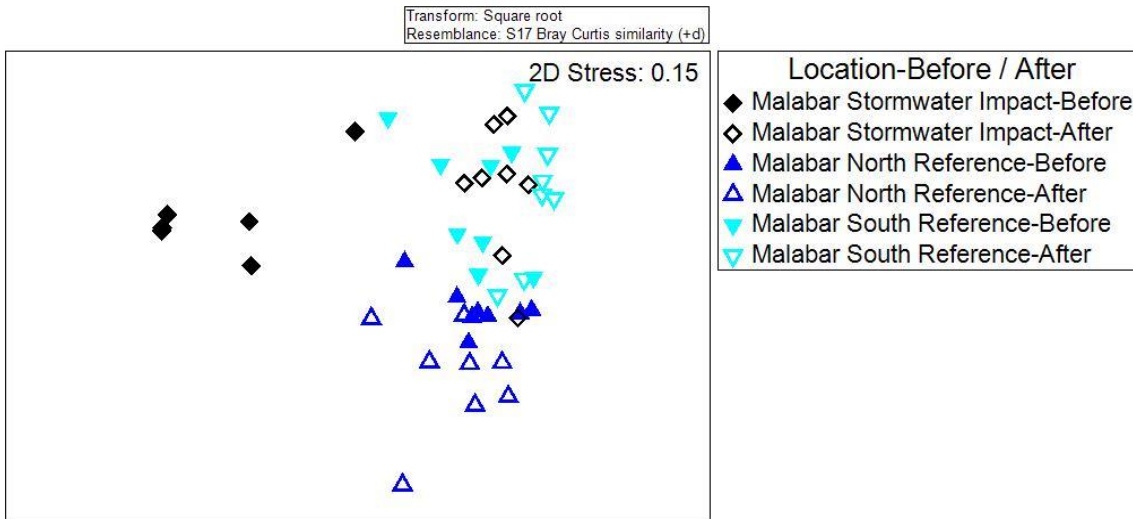 Transform: Square root
Resemblance: S17 Bray Curtis similarity (+d)
2D Stress: 0.15
Location-Before / After
Malabar Stormwater Impact-Before
Malabar Stormwater Impact-After
Malabar North Reference-Before
Malabar North Reference-After
Malabar South Reference-Before
Malabar South Reference-After